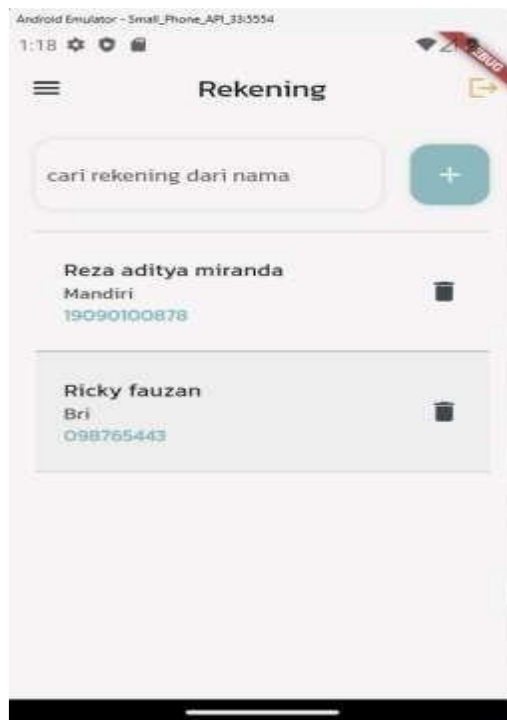 Android Emulator - Small_Phone_API_33:5554
1:18
DEBUG
Rekening
cari rekening dari nama
+
Reza aditya miranda
Mandiri
19090100878
Ricky fauzan
Bri
098765443